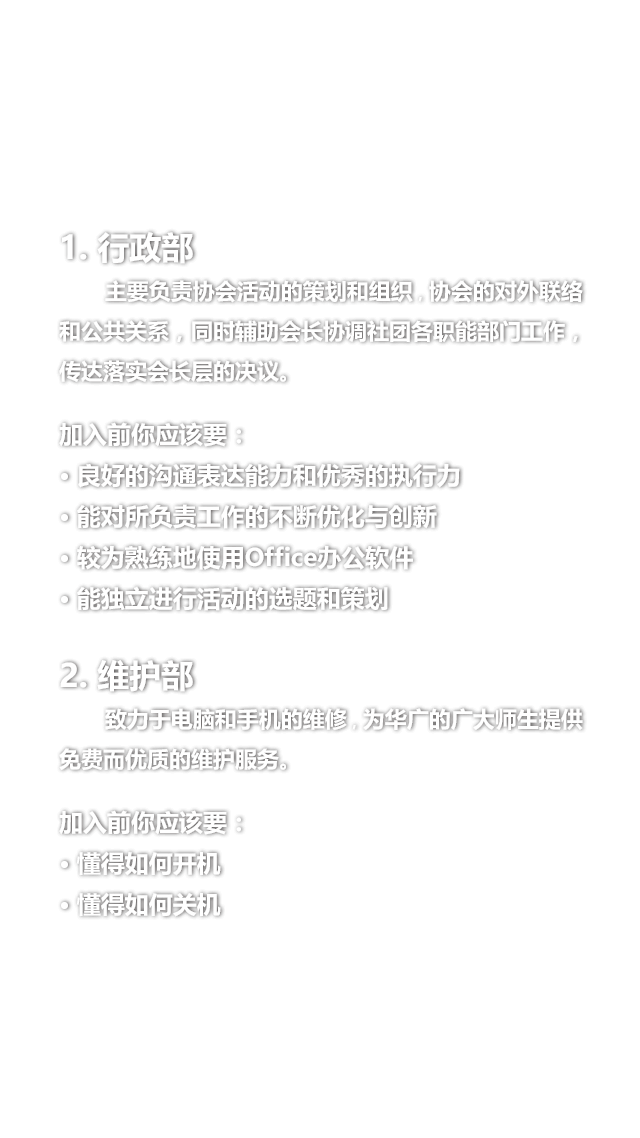 1. 行政部
主要负责协会活动的策划和组织，协会的对外联络
和公共关系，同时辅助会长协调社团各职能部门工作，
传达落实会长层的决议。
加入前你应该要：
• 良好的沟通表达能力和优秀的执行力
• 能对所负责工作的不断优化与创新
• 较为熟练地使用Office办公软件
• 能独立进行活动的选题和策划
2. 维护部
致力于电脑和手机的维修，为华广的广大师生提供
免费而优质的维护服务。
加入前你应该要：
• 懂得如何开机
• 懂得如何关机